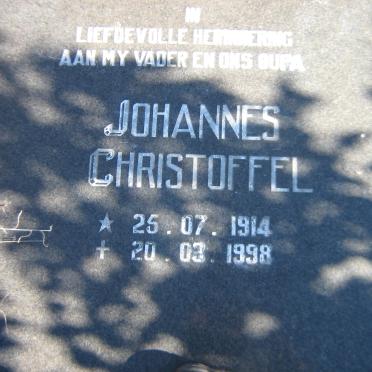 IN
LIEFDEVOLLE HERINNERING
AAN MY VADER EN ONS OUPA
JOHANNES
CHRISTOFFEL
★ 25 . 07 . 1914
✝ 20 . 03 . 1998